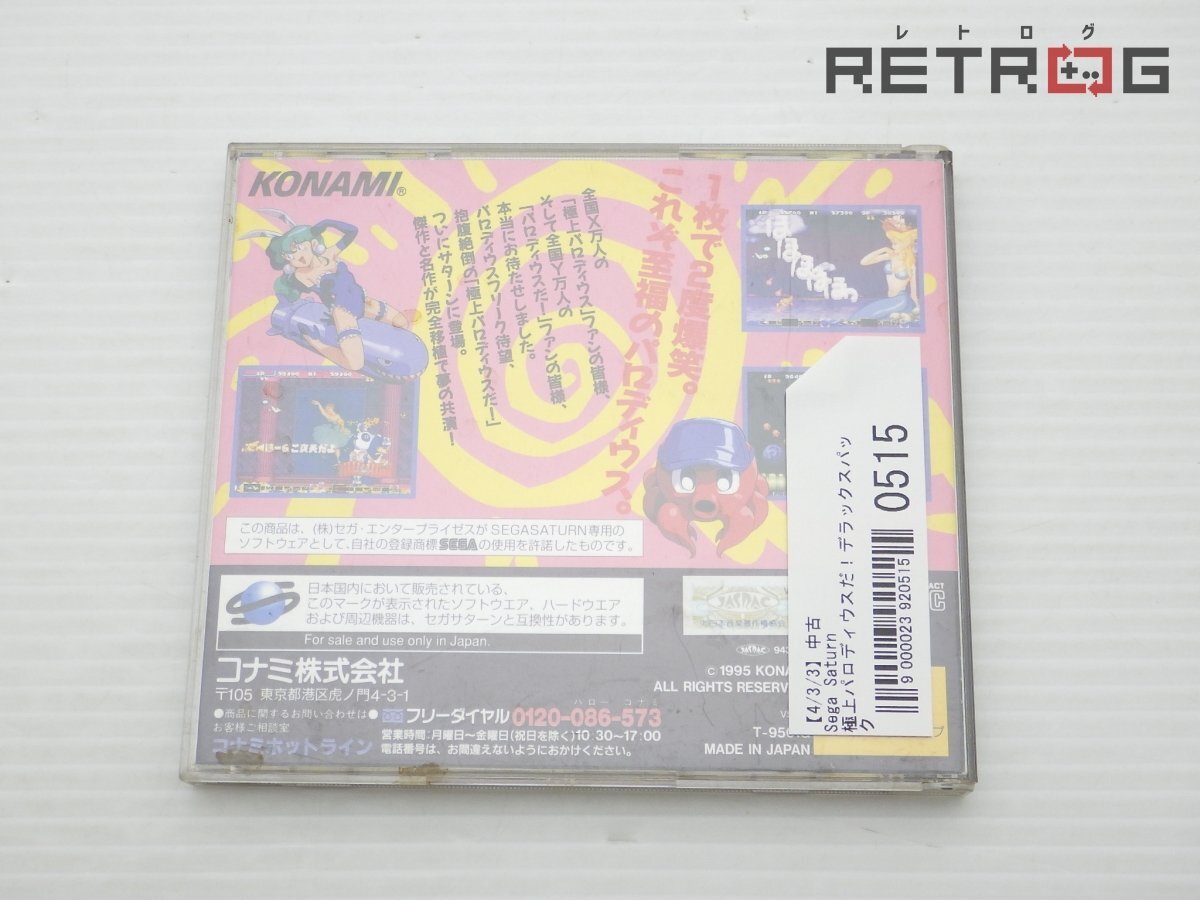 レトログ
RETROG
KONAMI®
1枚で2度爆笑。
これぞ至福のパロディウス。
全国X万人の
「極上パロディウス」ファンの皆様、
そして全国Y万人の
「パロディウスだ!」ファンの皆様、
本当にお待たせしました。
パロディウスフリーク待望、
抱腹絶倒の「極上パロディウスだ!」
ついにサターンに登場。
傑作と名作が完全移植で夢の共演!
この商品は、(株)セガ・エンタープライゼスがSEGASATURN専用の
ソフトウェアとして、自社の登録商標SEGAの使用を許諾したものです。
日本国内において販売されている、
このマークが表示されたソフトウエア、ハードウエア
および周辺機器は、セガサターンと互換性があります。
For sale and use only in Japan.
コナミ株式会社
〒105 東京都港区虎ノ門4-3-1
●商品に関するお問い合わせは●
お客様ご相談室
コナミホットライン
フリーダイヤル 0120-086-573
ハロー コナミ
営業時間:月曜日~金曜日(祝日を除く)10:30~17:00
電話番号は、お間違えないようにおかけください。
©1995 KONA
ALL RIGHTS RESERV
MADE IN JAPAN
【4/3/3】中古
Sega Saturn
極上パロディウスだ!デラックスパッ
ク
9 000023 920515
0515